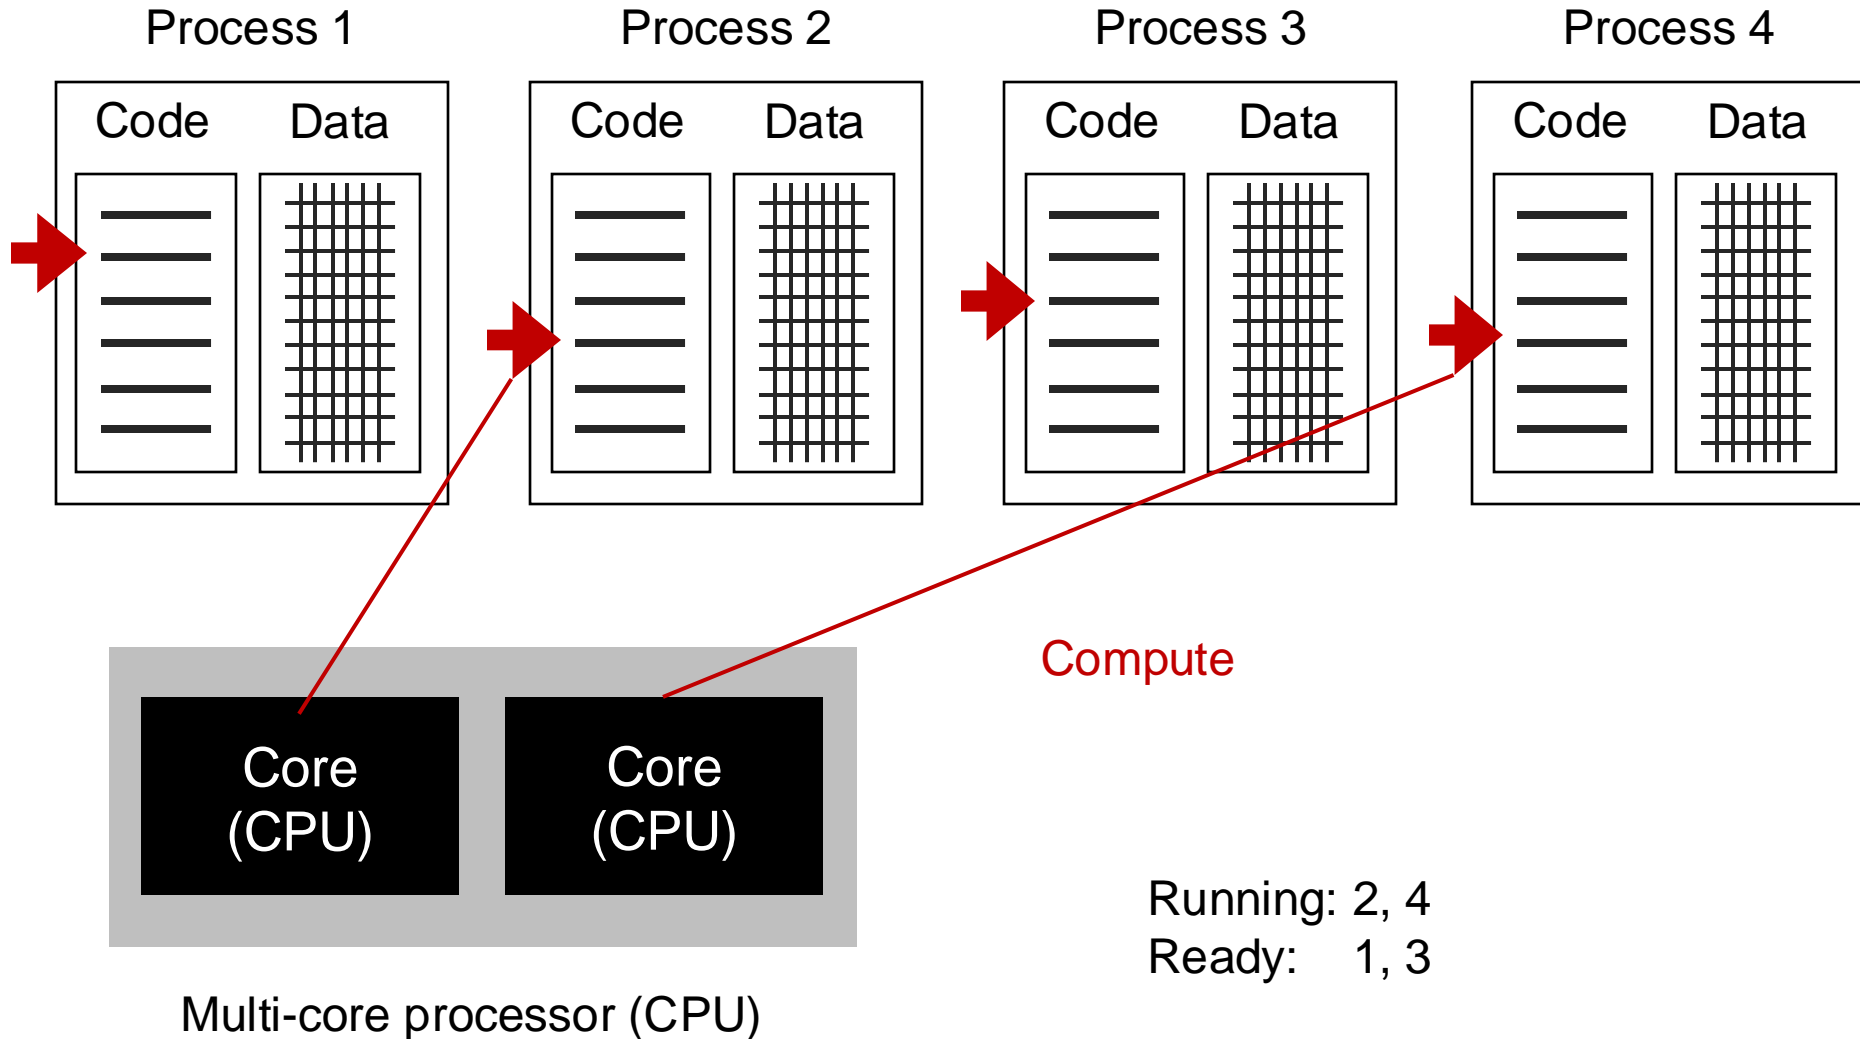 Process 1
Process 2
Process 3
Process 4
Code Data
Code Data
Code Data
Code Data
Compute
Core
(CPU)
Core
(CPU)
Running: 2, 4
Ready: 1, 3
Multi-core processor (CPU)